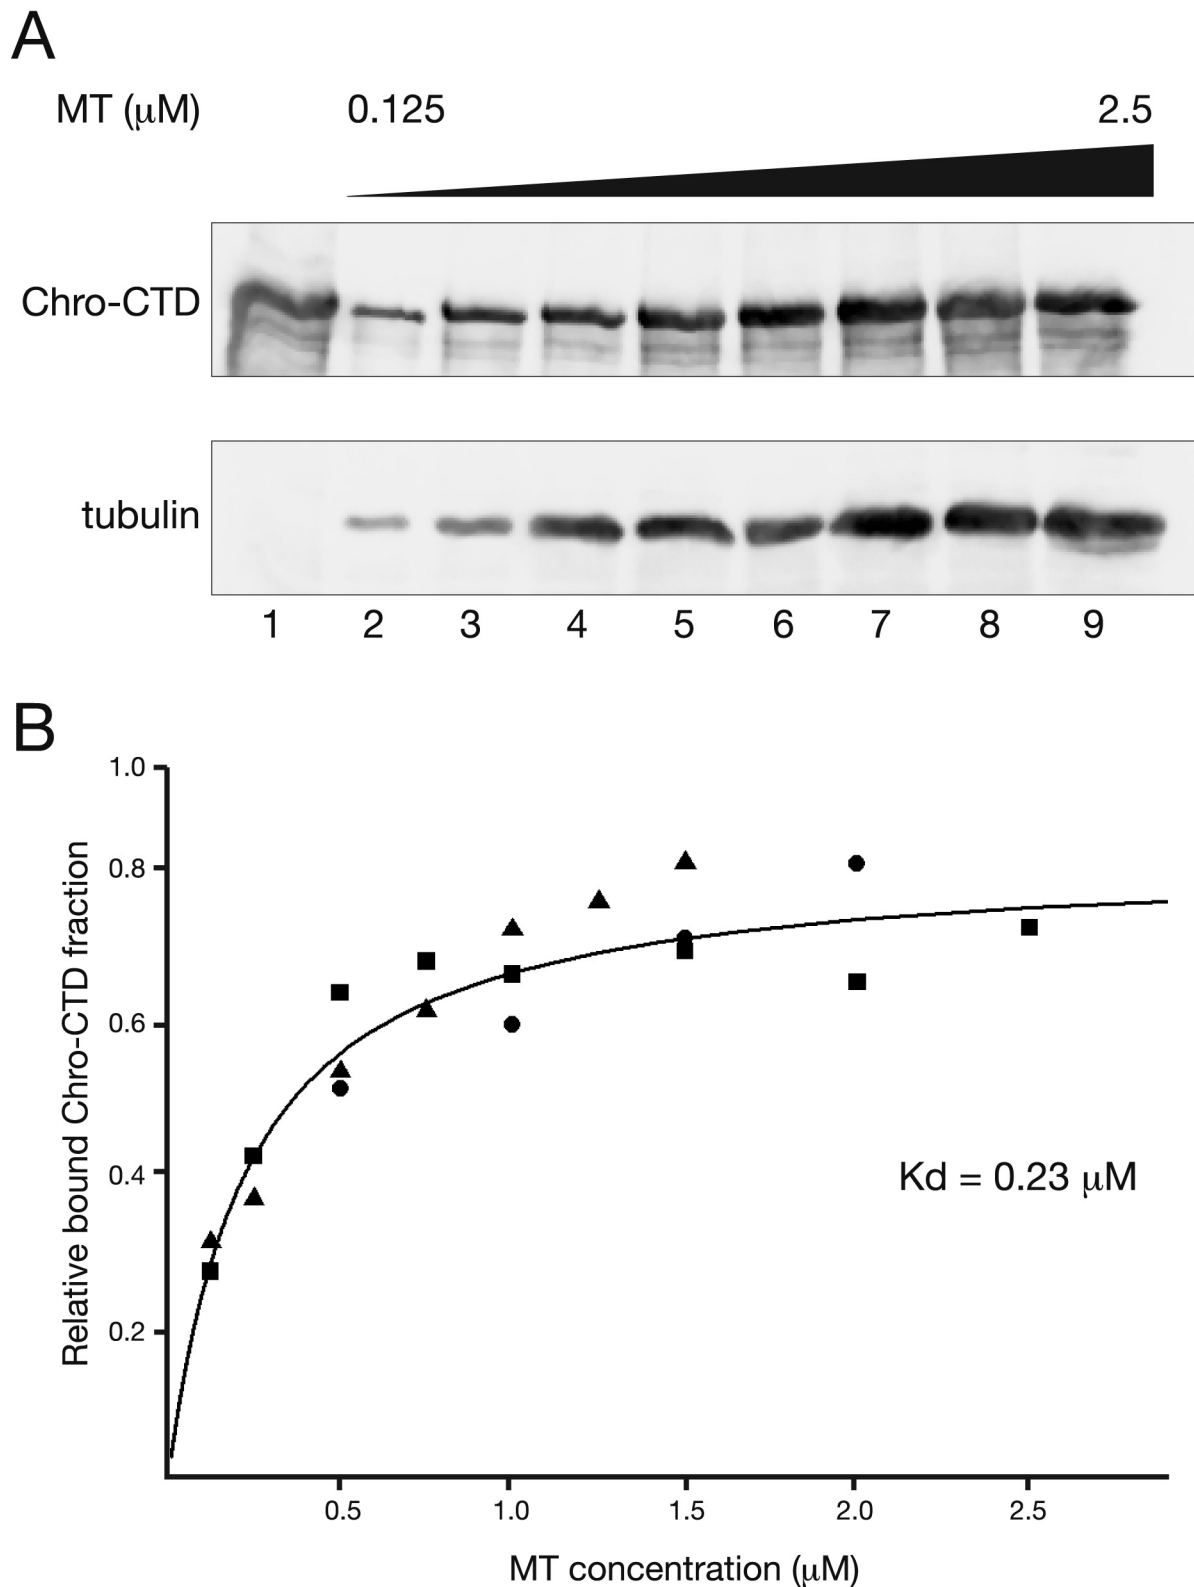 A
MT (μM) 0.125 2.5
Chro-CTD
tubulin
1 2 3 4 5 6 7 8 9
B
Relative bound Chro-CTD fraction
1.0
0.8
0.6
0.4
0.2
Kd = 0.23 μM
0.5 1.0 1.5 2.0 2.5
MT concentration (μM)